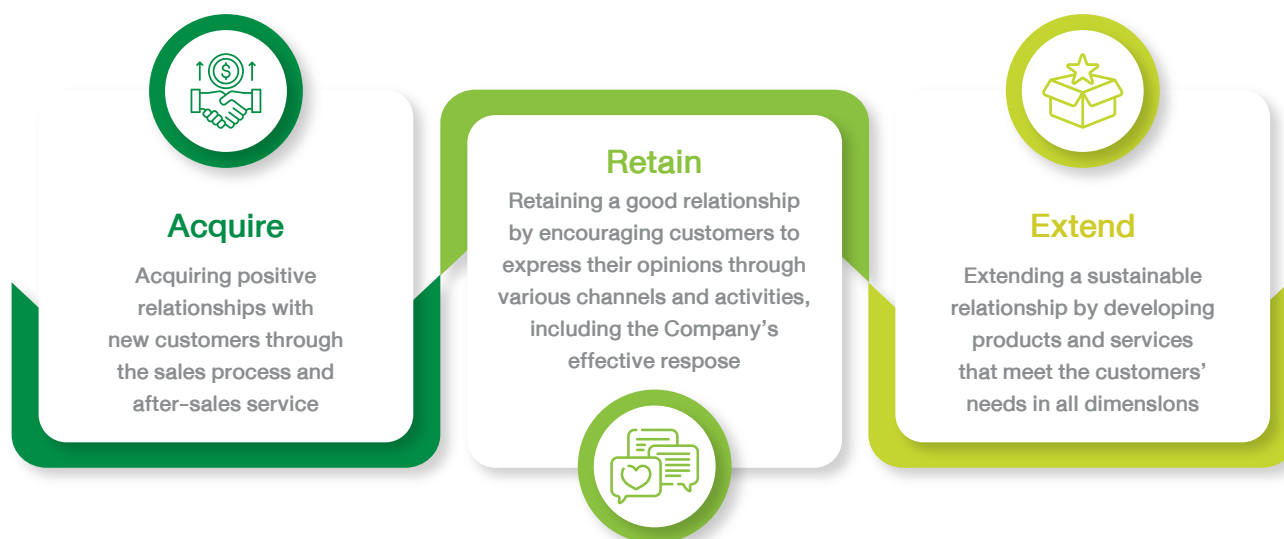 $
Acquire
Acquiring positive
relationships with
new customers through
the sales process and
after-sales service
Retain
Retaining a good relationship
by encouraging customers to
express their opinions through
various channels and activities,
including the Company's
effective respose
Extend
Extending a sustainable
relationship by developing
products and services
that meet the customers'
needs in all dimenslons